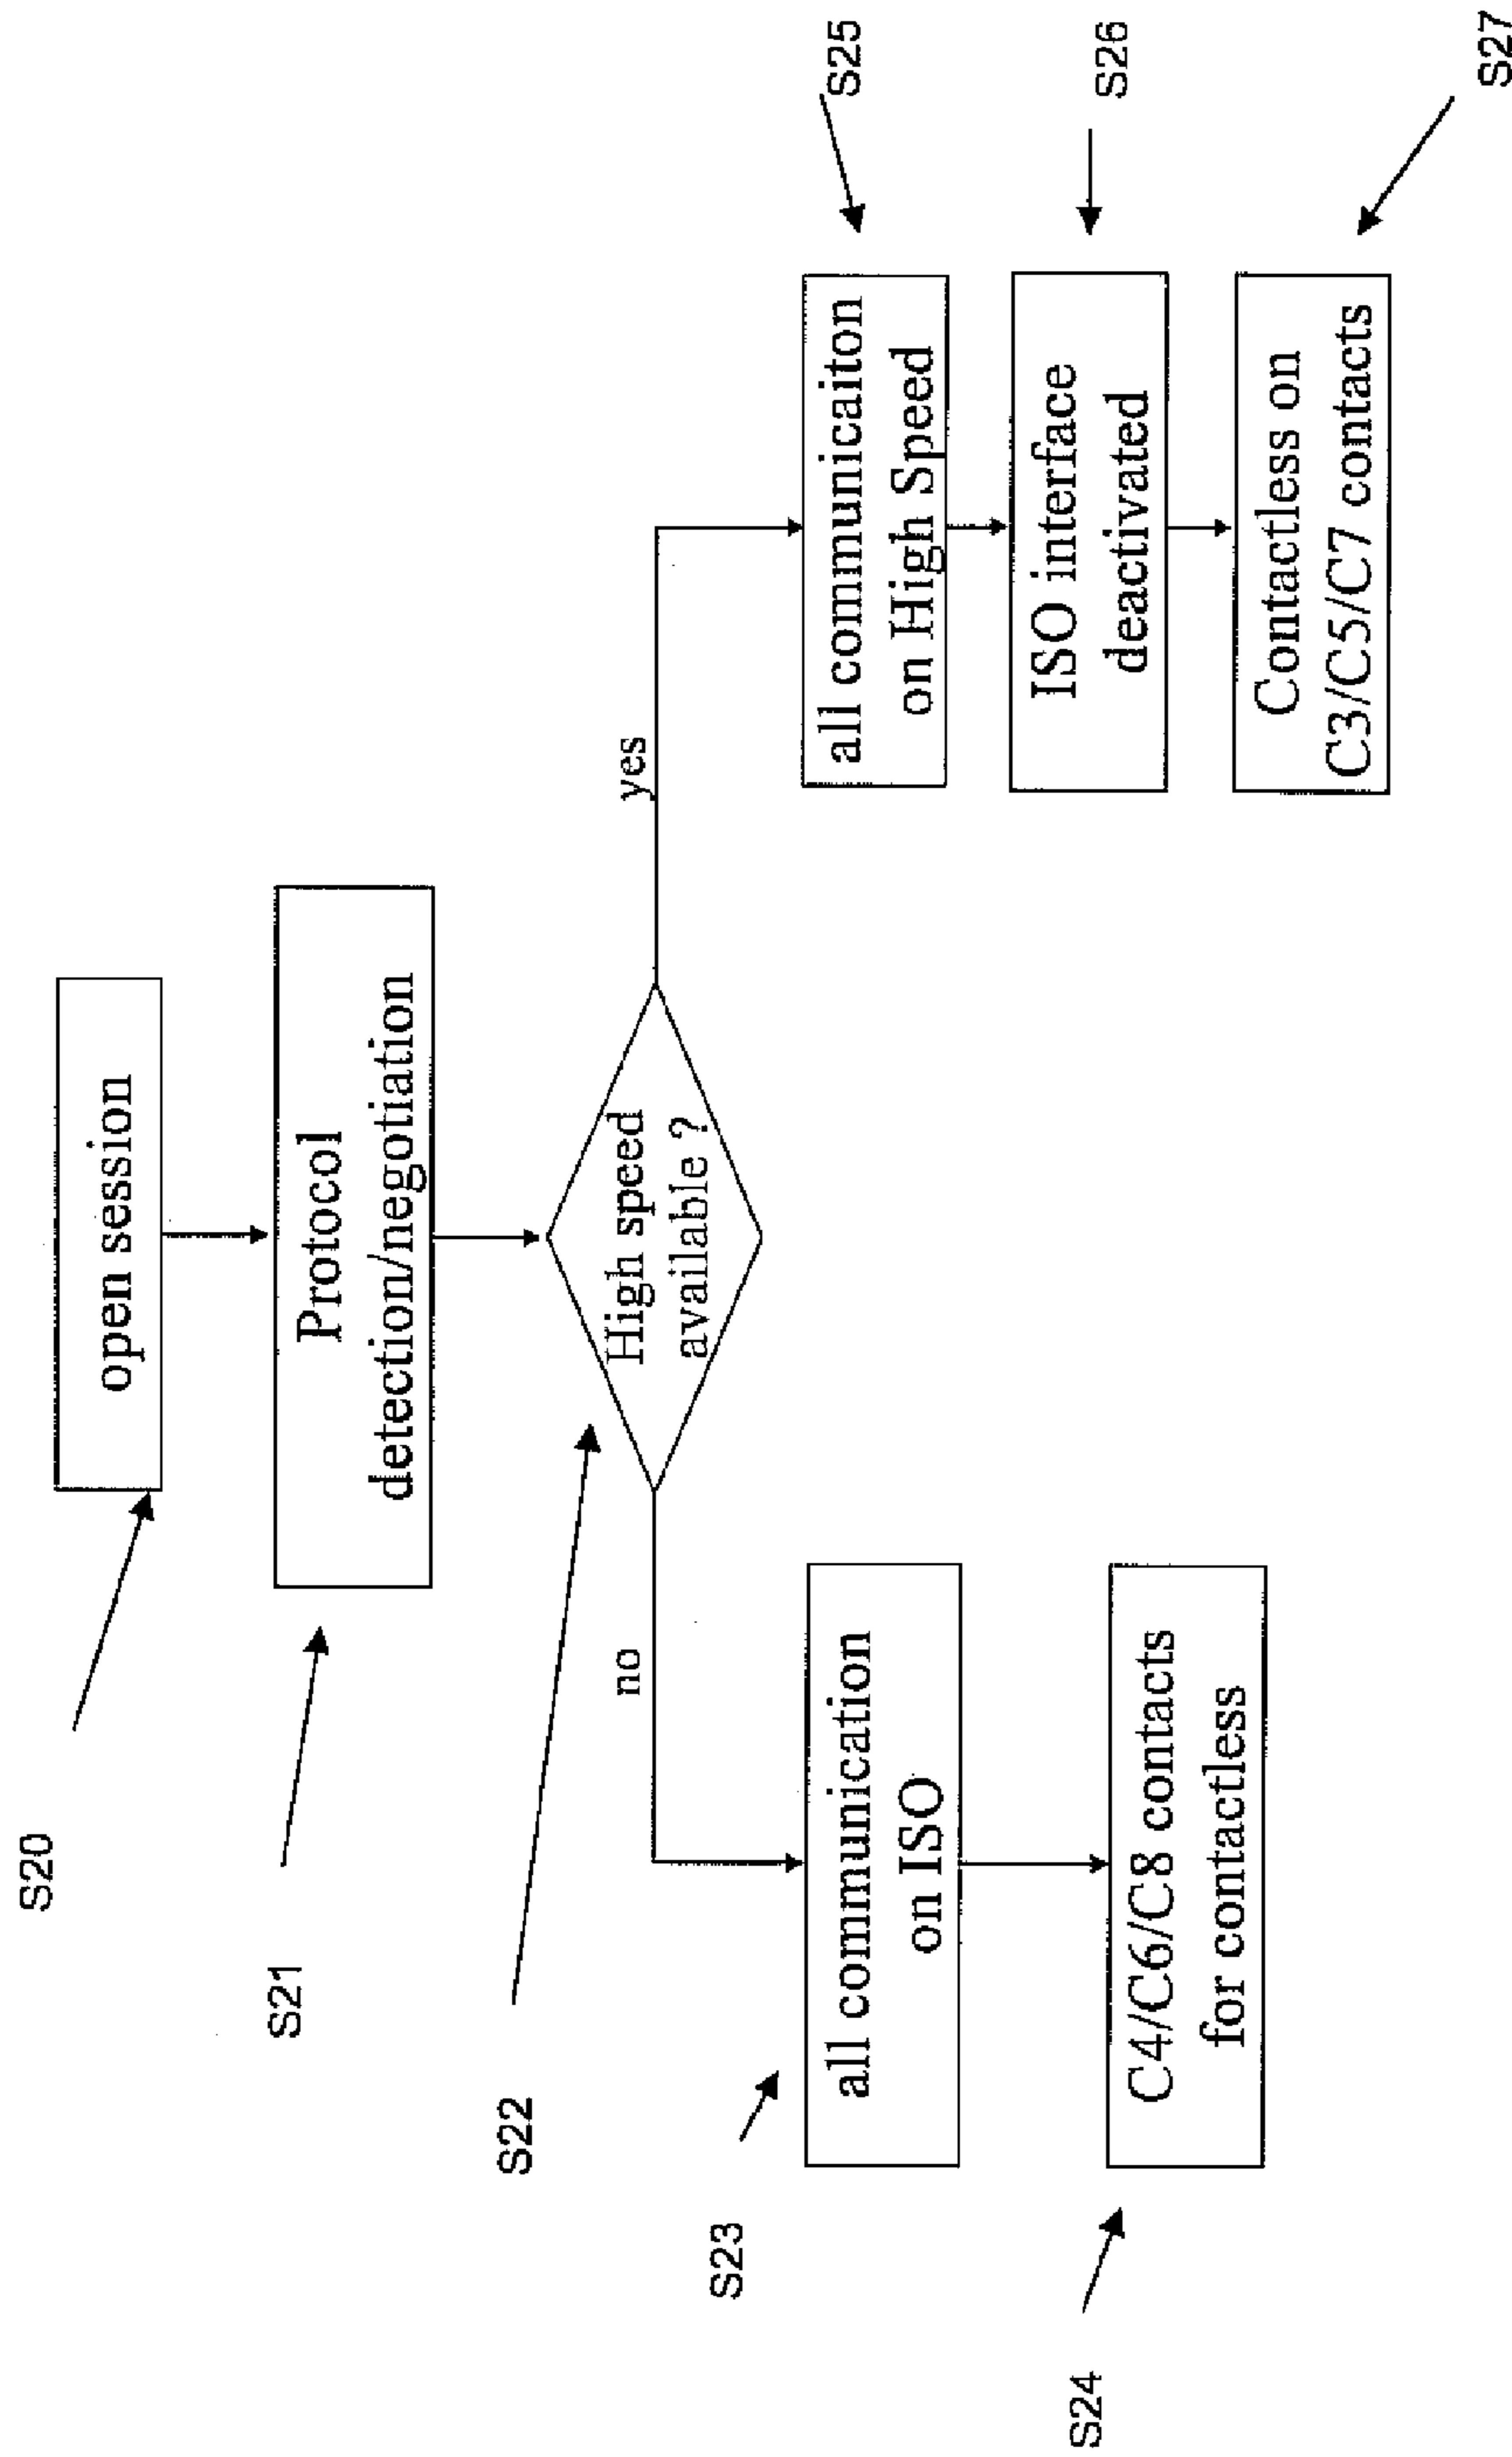 S20
open session
S21
Protocol
detection/negotiation
S22
High speed
available ?
no
yes
S23
all communication
on ISO
S24
C4/C6/C8 contacts
for contactless
S25
all communicaiton
on High Speed
S26
ISO interface
deactivated
S27
Contactless on
C3/C5/C7 contacts